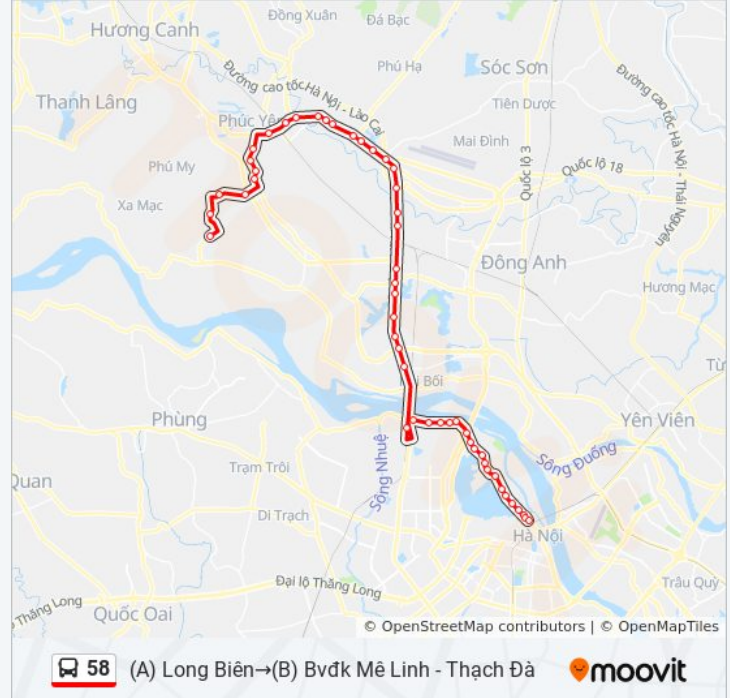 Đồng Xuân
Đá Bạc
Hương Canh
Phú Hạ
Sóc Sơn
Đường cao tốc Hà Nội - Lào Cai
Đường cao tốc Hà Nội - Thái Nguyên
Thanh Lãng
Tiên Dược
Phúc Yên
Mai Đình
Quốc lộ 3
Quốc lộ 18
Phú My
Xa Mạc
Đông Anh
Hương Mạc
Bối
Phùng
Yên Viên
Sông Nhuệ
Sông Đuống
Trạm Trôi
Quan
Di Trạch
Hà Nội
Đại lộ Thăng Long
Trâu Quỳ
Thăng Long
Quốc Oai
© OpenStreetMap contributors | © OpenMapTiles
58 (A) Long Biên→(B) Bvđk Mê Linh - Thạch Đà
moovit